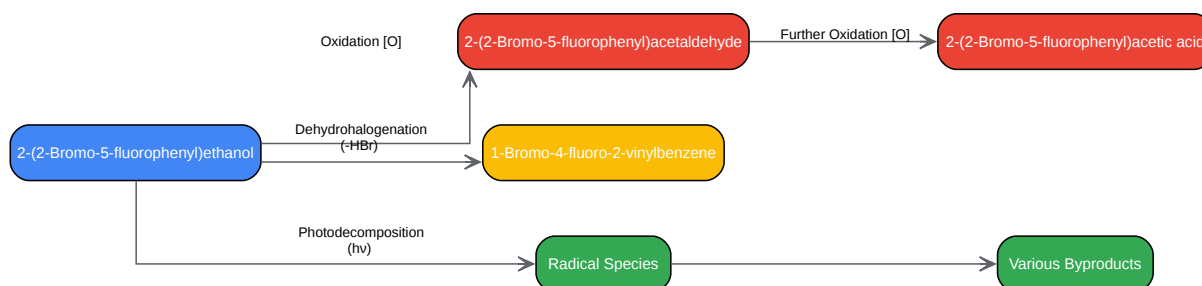 Oxidation [O]
2-(2-Bromo-5-fluorophenyl)acetaldehyde
Further Oxidation [O]
2-(2-Bromo-5-fluorophenyl)acetic acid
2-(2-Bromo-5-fluorophenyl)ethanol
Dehydrohalogenation
(-HBr)
1-Bromo-4-fluoro-2-vinylbenzene
Photodecomposition
(hν)
Radical Species
Various Byproducts